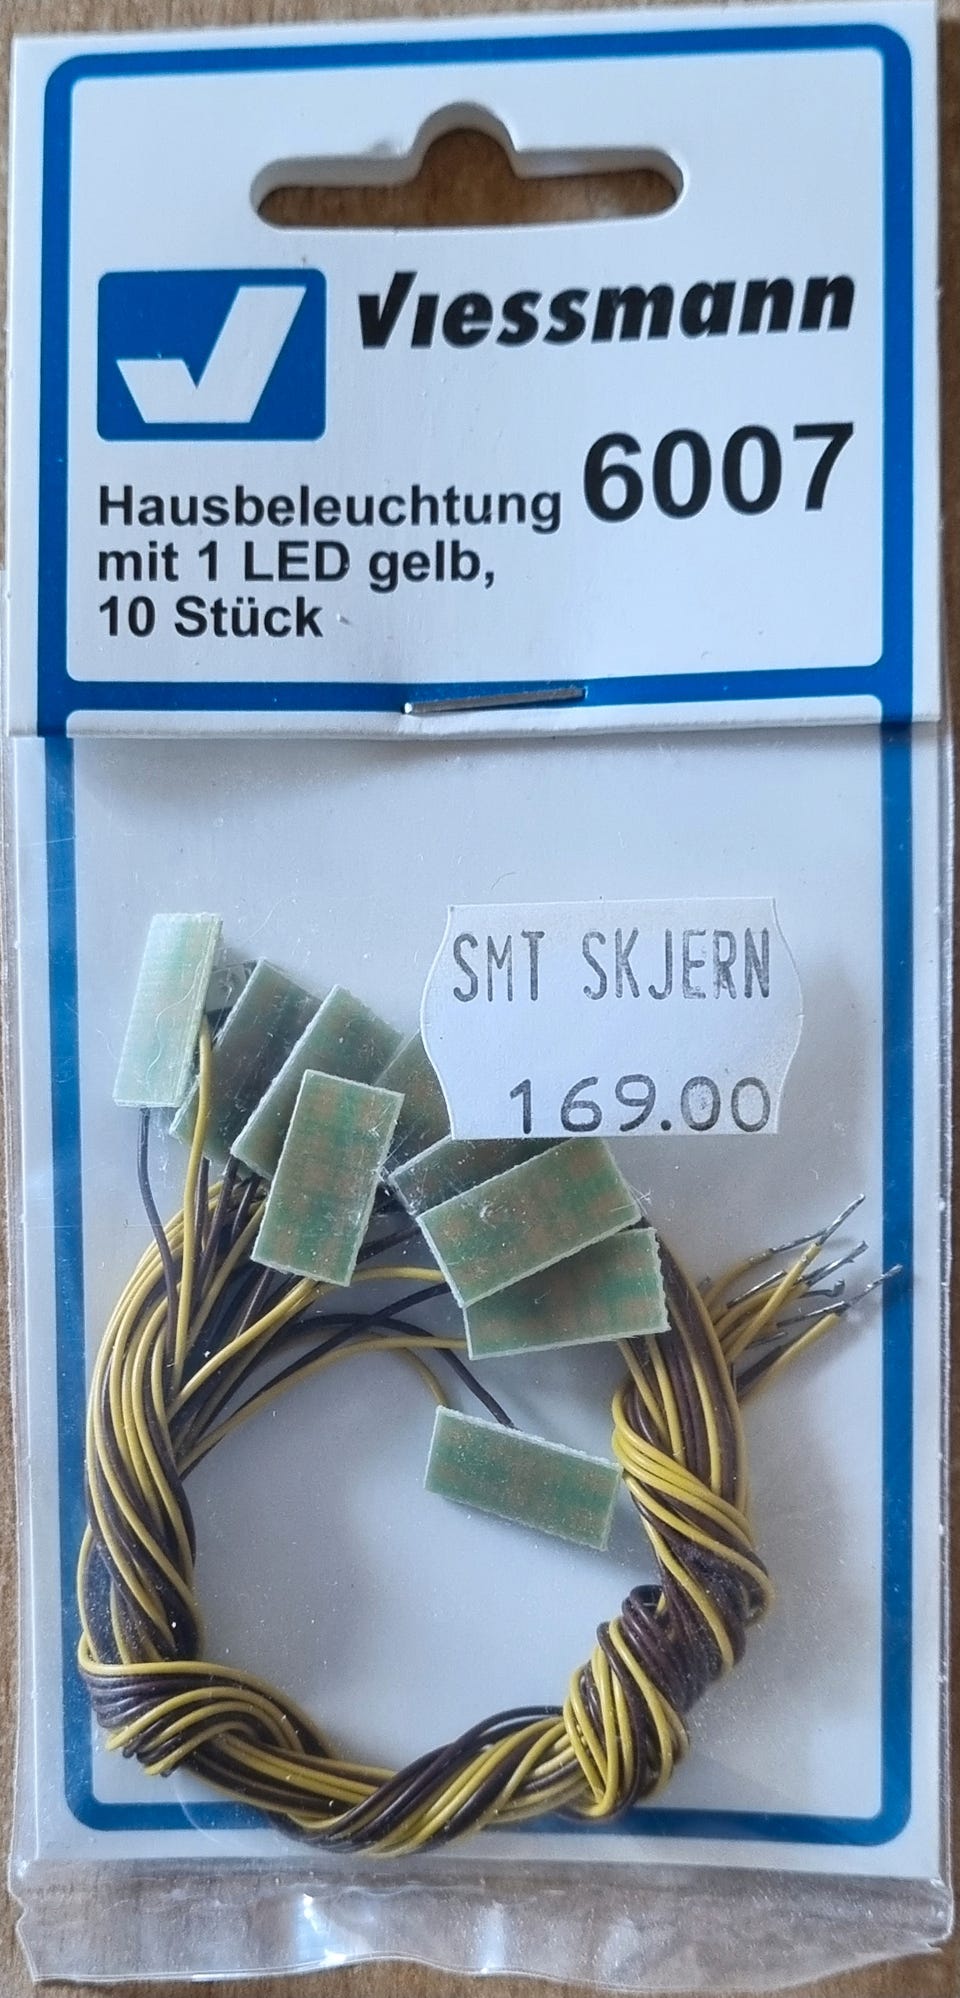 Viessmann
6007
Hausbeleuchtung
mit 1 LED gelb,
10 Stück
SMT SKJERN
169.00